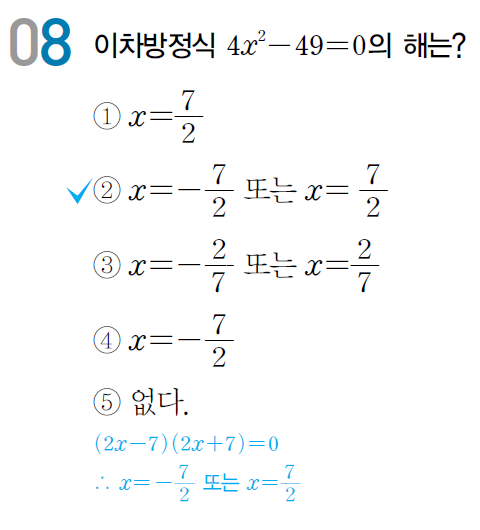 08 이차방정식 4x²−49=0의 해는?
① x=7/2
② x=−7/2 또는 x=7/2
③ x=−2/7 또는 x=2/7
④ x=−7/2
⑤ 없다.
(2x−7)(2x+7)=0
∴ x=−7/2 또는 x=7/2